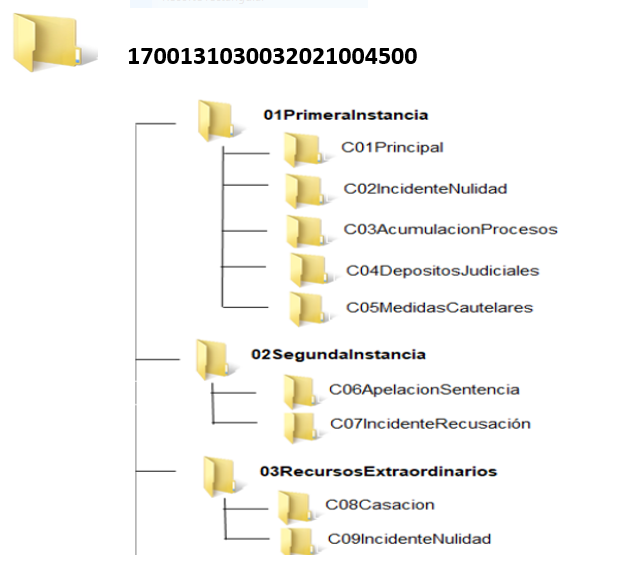 17001310300320210045​00
01PrimeraInstancia
C01Principal
C02IncidenteNulidad
C03AcumulacionProcesos
C04DepositosJudiciales
C05MedidasCautelares
02SegundaInstancia
C06ApelacionSentencia
C07IncidenteRecusación
03RecursosExtraordinarios
C08Casacion
C09IncidenteNulidad